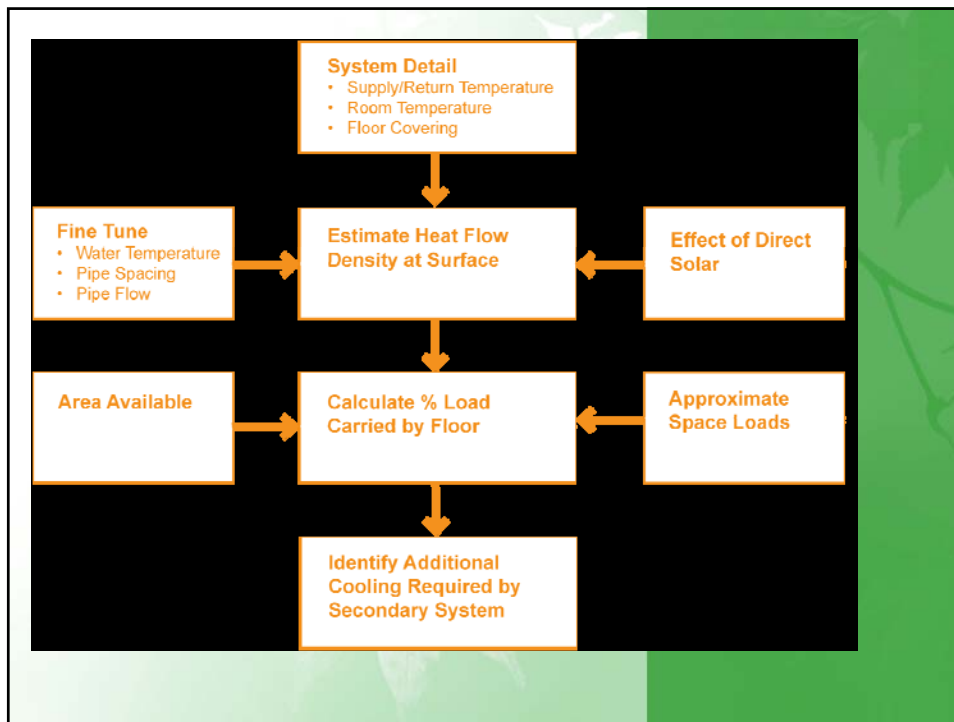 System Detail
• Supply/Return Temperature
• Room Temperature
• Floor Covering
Fine Tune
• Water Temperature
• Pipe Spacing
• Pipe Flow
Estimate Heat Flow
Density at Surface
Effect of Direct
Solar
Area Available
Calculate % Load
Carried by Floor
Approximate
Space Loads
Identify Additional
Cooling Required by
Secondary System